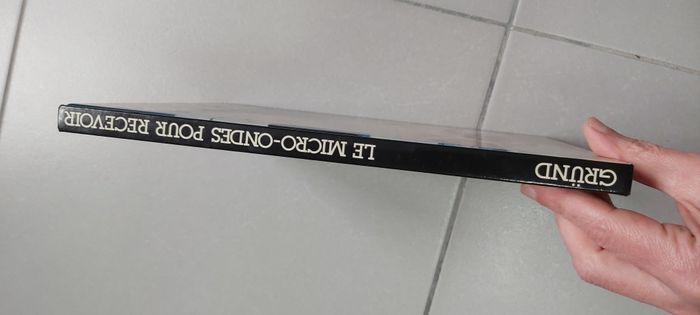 GRÜND
LE MICRO-ONDES POUR RECEVOIR